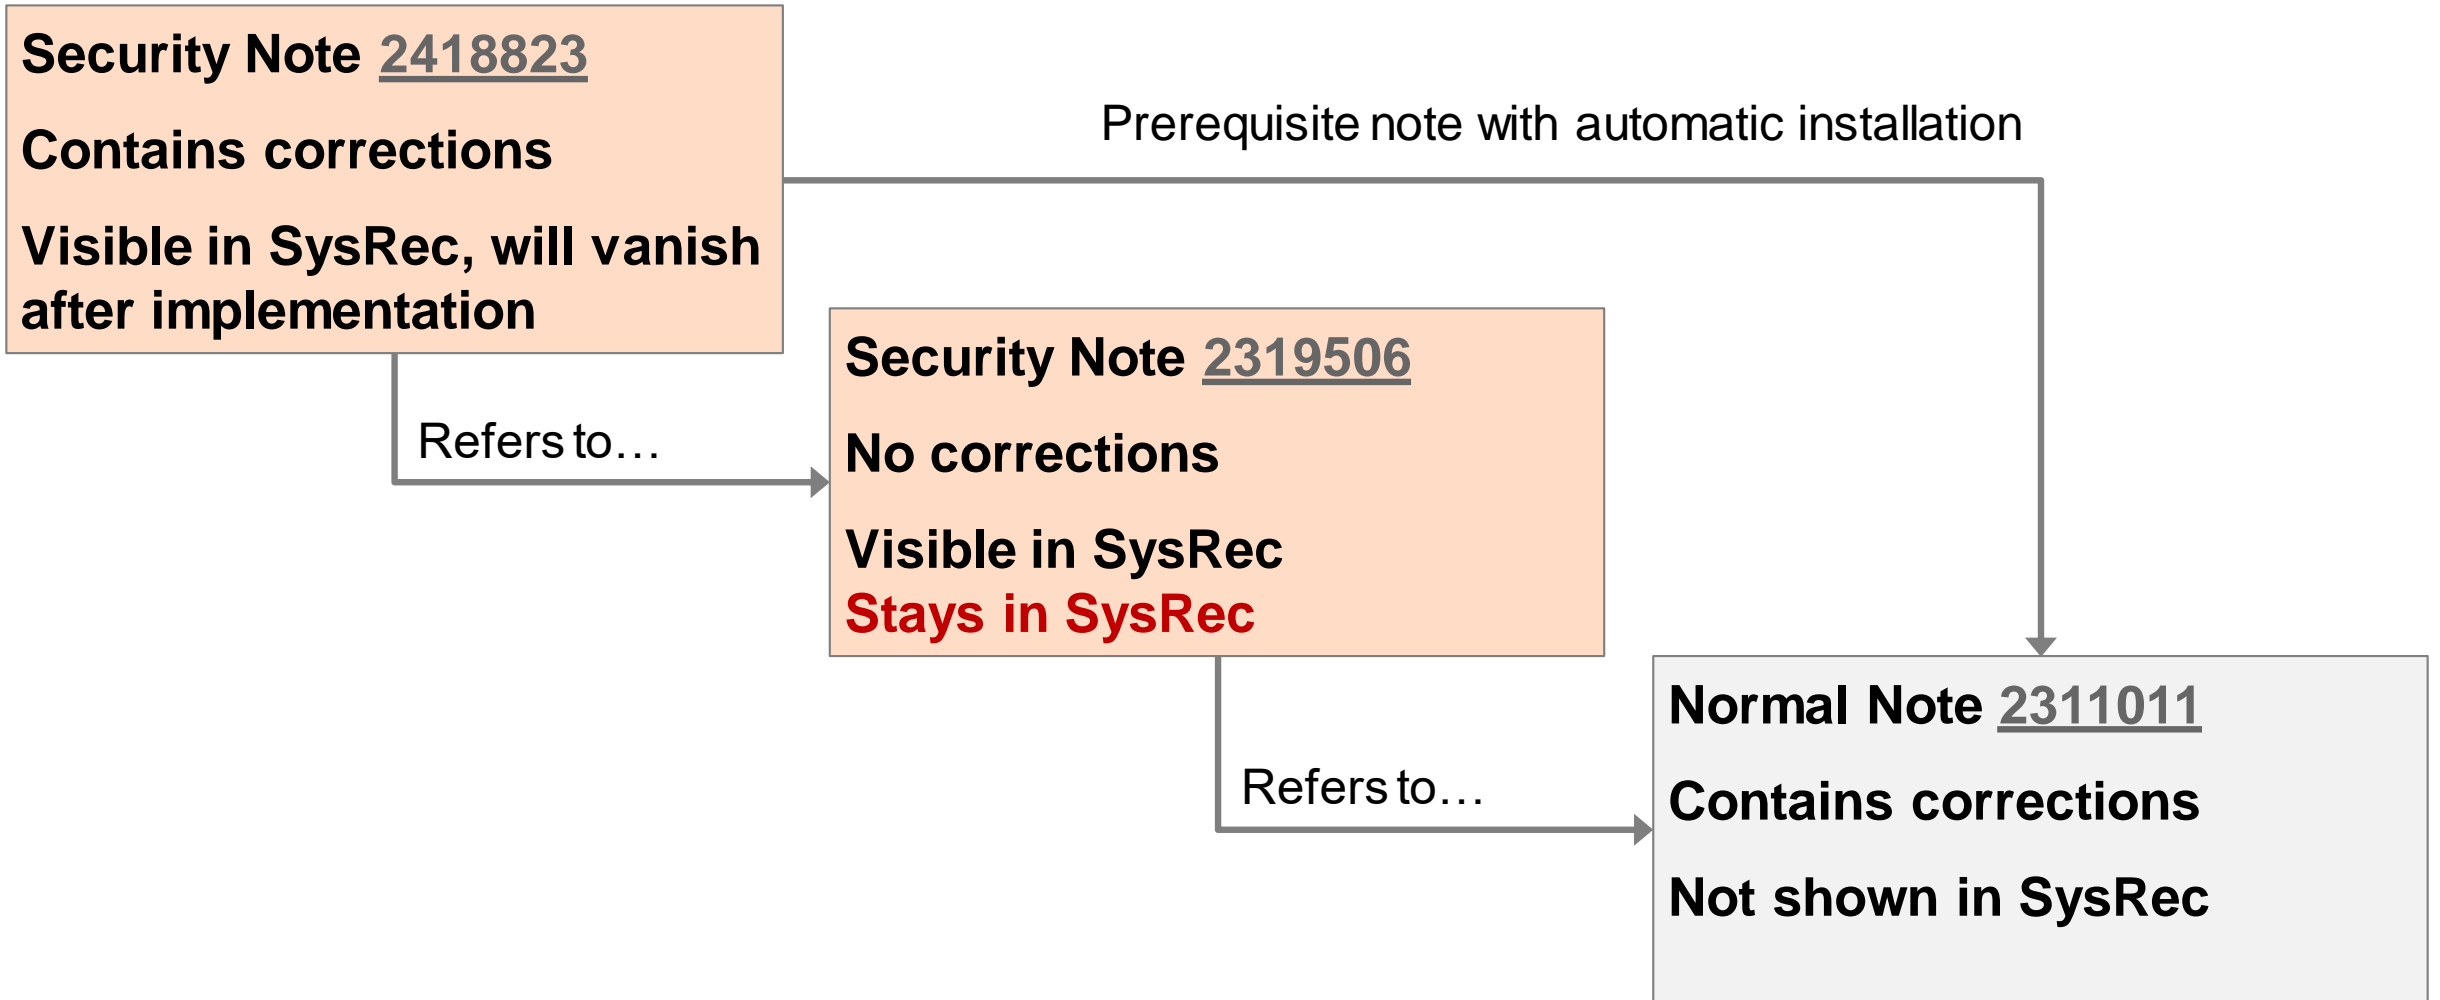 Security Note 2418823
Contains corrections
Visible in SysRec, will vanish
after implementation
Prerequisite note with automatic installation
Refers to…
Security Note 2319506
No corrections
Visible in SysRec
Stays in SysRec
Refers to…
Normal Note 2311011
Contains corrections
Not shown in SysRec